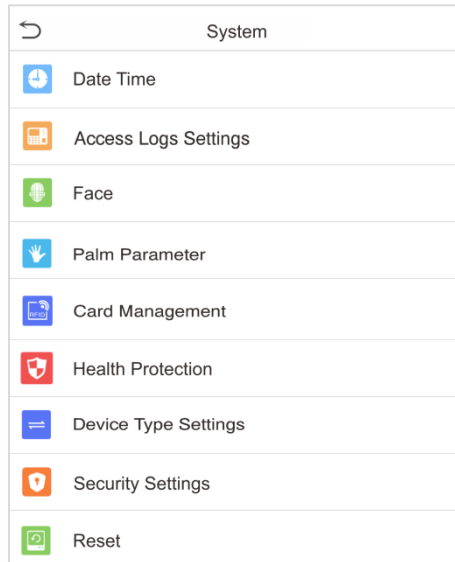 System
Date Time
Access Logs Settings
Face
Palm Parameter
RFID
Card Management
Health Protection
Device Type Settings
Security Settings
Reset